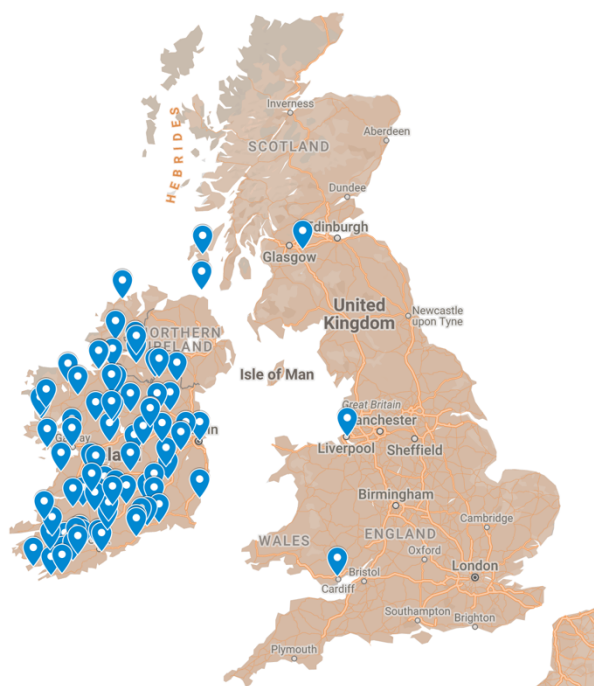 Inverness
Aberdeen
SCOTLAND
HEBRIDES
Dundee
Edinburgh
Glasgow
United
Kingdom
Newcastle
upon Tyne
NORTHERN
IRELAND
Isle of Man
Great Britain
Manchester
Liverpool
Sheffield
Birmingham
Cambridge
WALES
ENGLAND
Oxford
London
Bristol
Cardiff
Southampton
Brighton
Plymouth